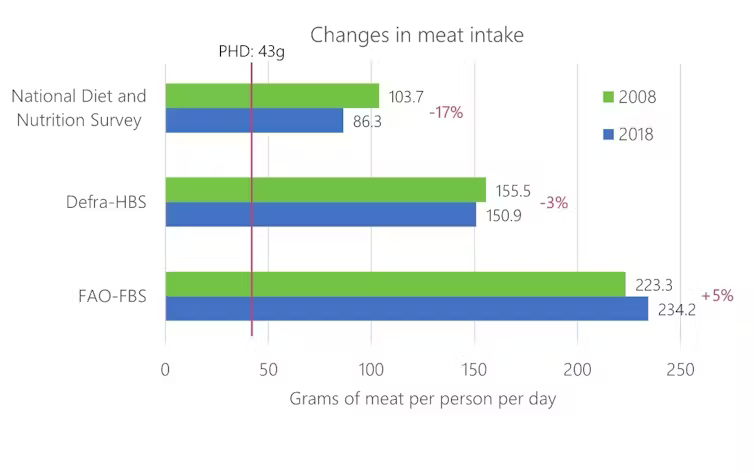 Changes in meat intake
PHD: 43g
National Diet and
Nutrition Survey
103.7
86.3
-17%
2008
2018
Defra-HBS
155.5
150.9
-3%
FAO-FBS
223.3
234.2
+5%
0 50 100 150 200 250
Grams of meat per person per day